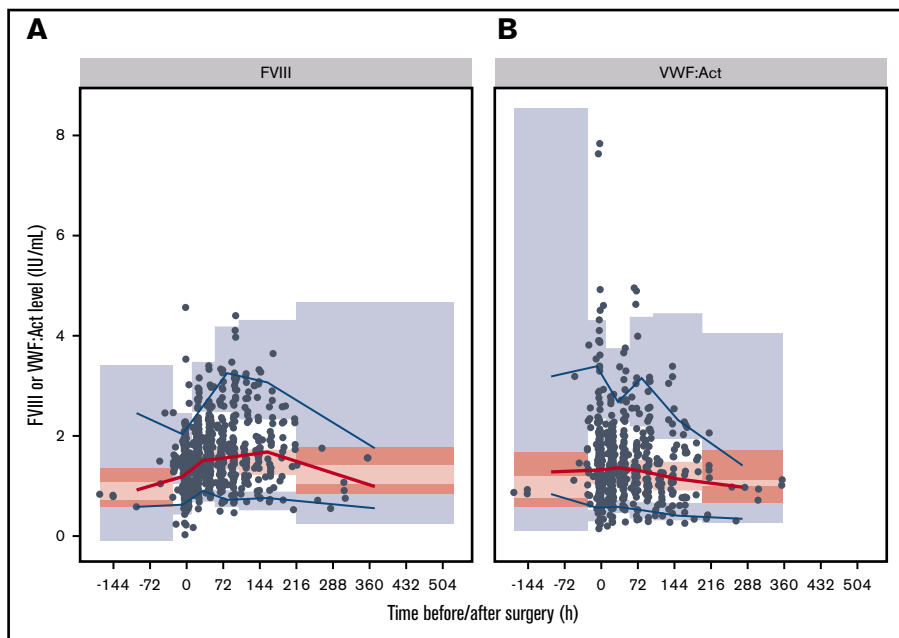 A
B
FVIII
VWF:Act
FVIII or VWF:Act level (IU/mL)
8
6
4
2
0
-144 -72 0 72 144 216 288 360 432 504
-144 -72 0 72 144 216 288 360 432 504
Time before/after surgery (h)